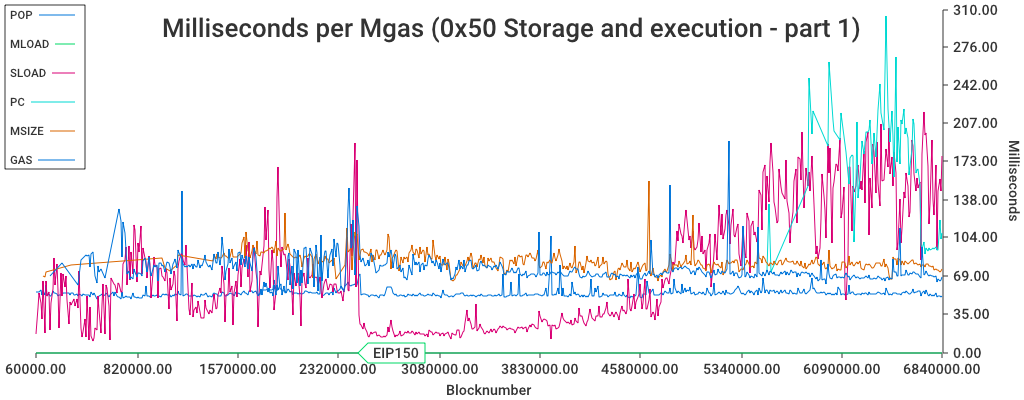 Milliseconds per Mgas (0x50 Storage and execution - part 1)
POP
MLOAD
SLOAD
PC
MSIZE
GAS
310.00
276.00
242.00
207.00
173.00
138.00
104.00
69.00
35.00
0.00
Milliseconds
EIP150
60000.00 820000.00 1570000.00 2320000.00 3080000.00 3830000.00 4580000.00 5340000.00 6090000.00 6840000.00
Blocknumber